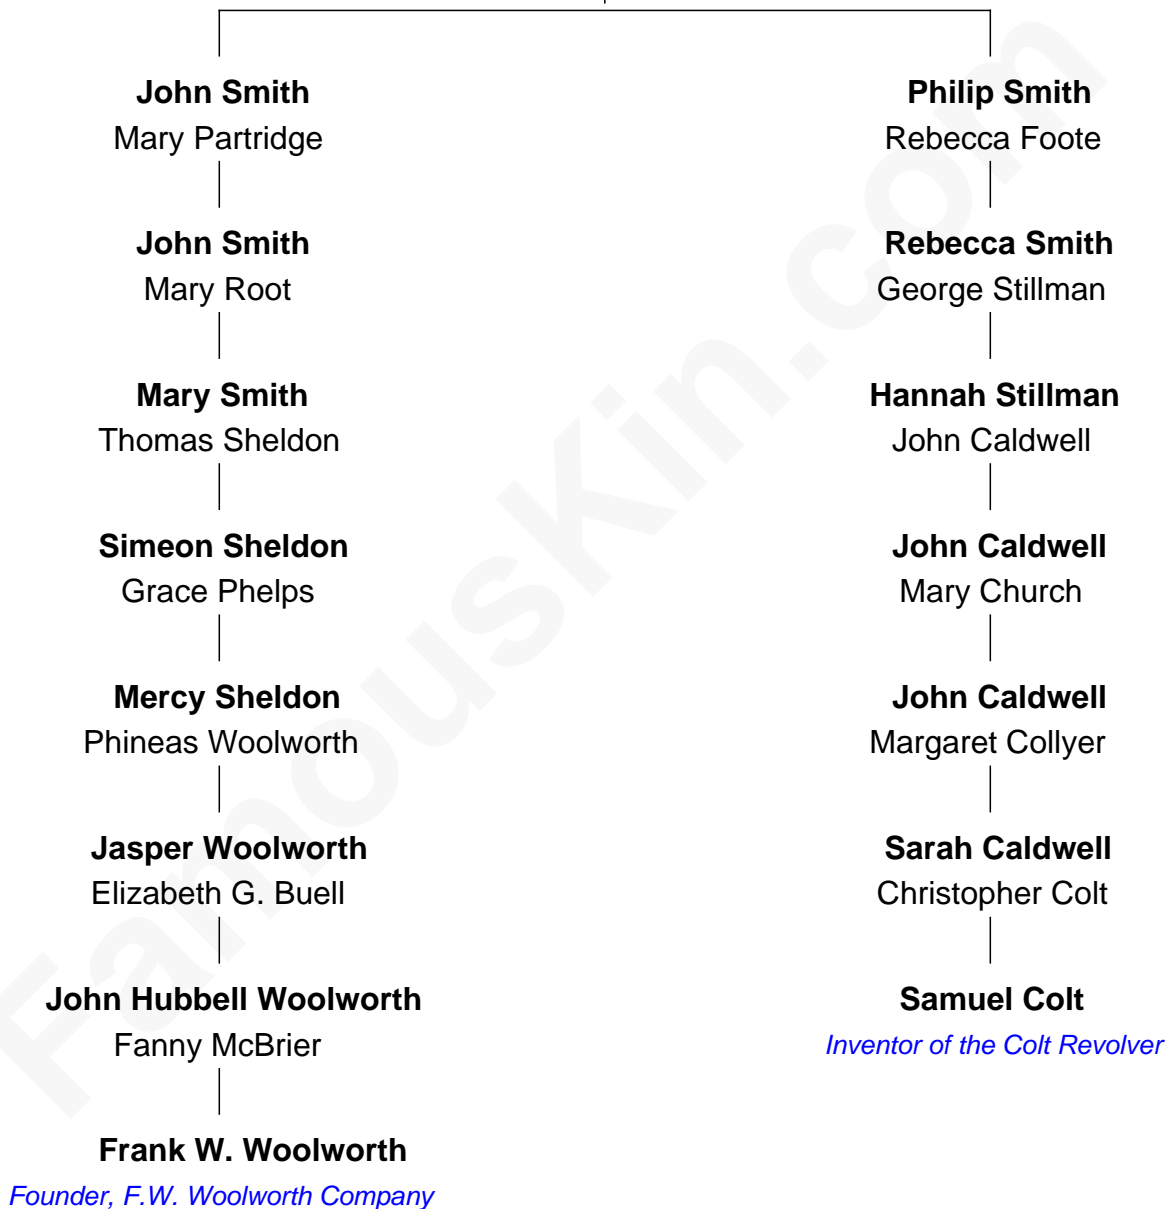 John Smith
Mary Partridge
John Smith
Mary Root
Mary Smith
Thomas Sheldon
Simeon Sheldon
Grace Phelps
Mercy Sheldon
Phineas Woolworth
Jasper Woolworth
Elizabeth G. Buell
John Hubbell Woolworth
Fanny McBrier
Frank W. Woolworth
Founder, F.W. Woolworth Company
Philip Smith
Rebecca Foote
Rebecca Smith
George Stillman
Hannah Stillman
John Caldwell
John Caldwell
Mary Church
John Caldwell
Margaret Collyer
Sarah Caldwell
Christopher Colt
Samuel Colt
Inventor of the Colt Revolver
FamousKin.com